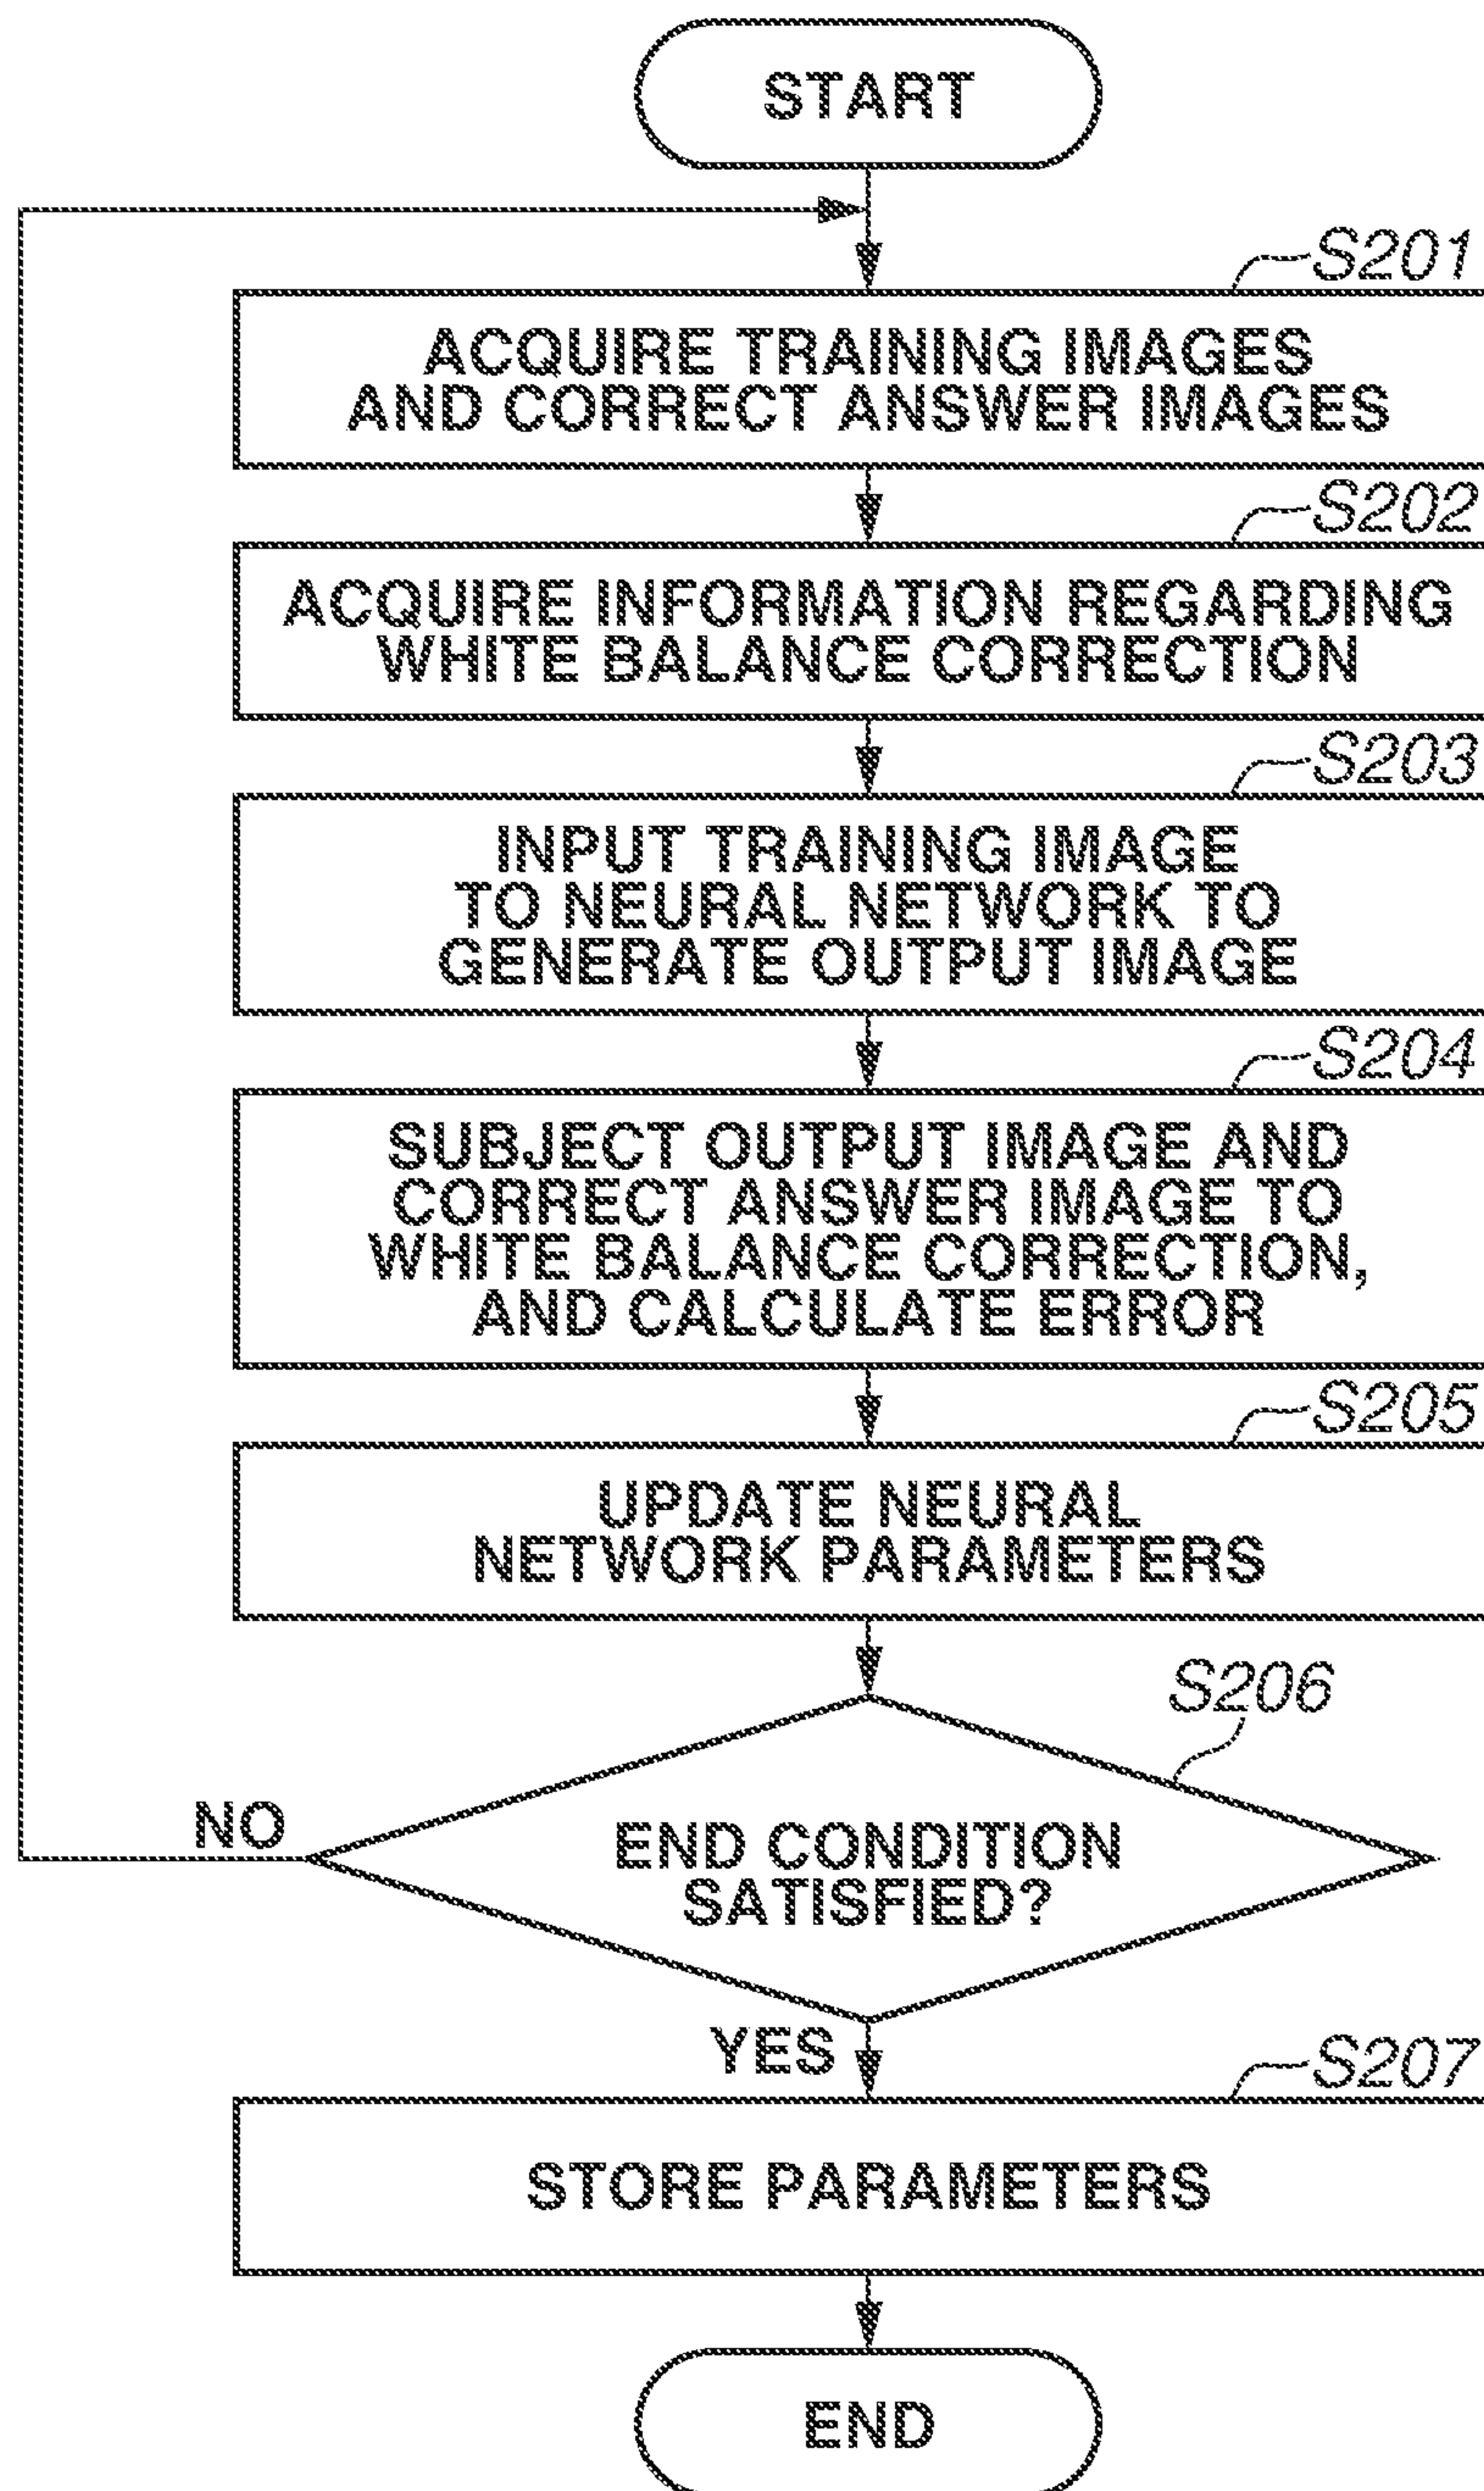 START
S201
ACQUIRE TRAINING IMAGES
AND CORRECT ANSWER IMAGES
S202
ACQUIRE INFORMATION REGARDING
WHITE BALANCE CORRECTION
S203
INPUT TRAINING IMAGE
TO NEURAL NETWORK TO
GENERATE OUTPUT IMAGE
S204
SUBJECT OUTPUT IMAGE AND
CORRECT ANSWER IMAGE TO
WHITE BALANCE CORRECTION,
AND CALCULATE ERROR
S205
UPDATE NEURAL
NETWORK PARAMETERS
S206
NO
END CONDITION
SATISFIED?
YES
S207
STORE PARAMETERS
END